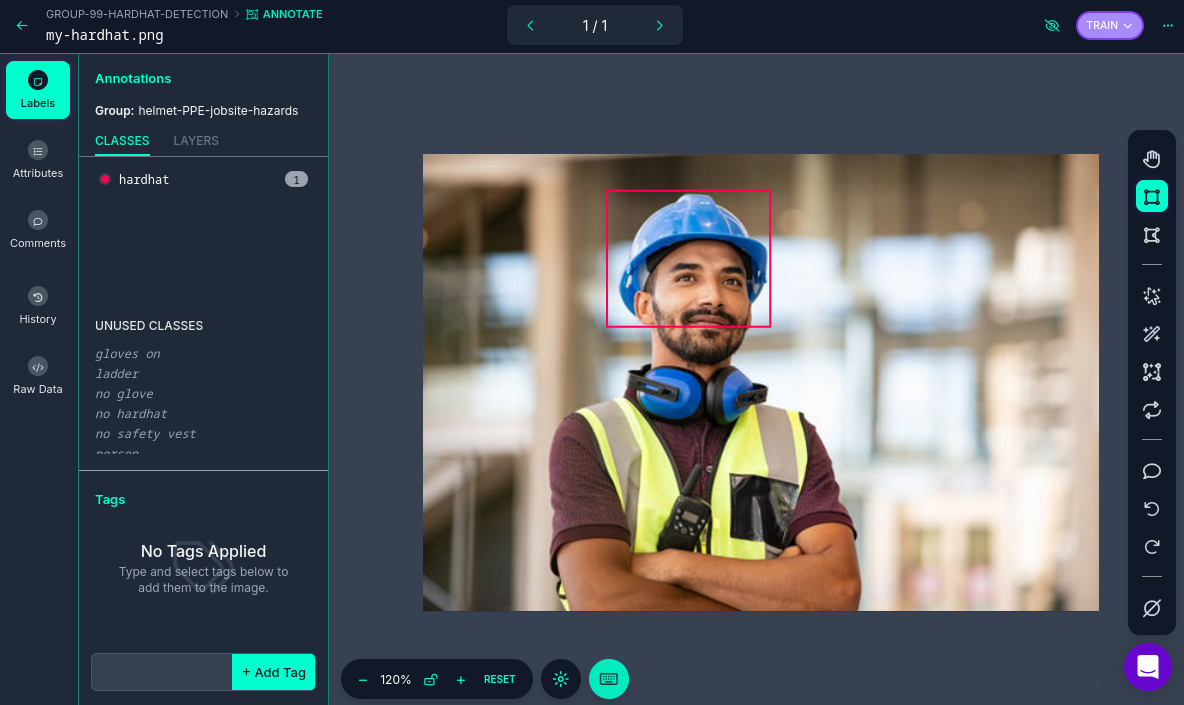 GROUP-99-HARDHAT-DETECTION > ANNOTATE
my-hardhat.png
1 / 1
TRAIN
Labels
Attributes
Comments
History
Raw Data
Annotations
Group: helmet-PPE-jobsite-hazards
CLASSES LAYERS
hardhat 1
UNUSED CLASSES
gloves on
ladder
no glove
no hardhat
no safety vest
person
Tags
No Tags Applied
Type and select tags below to
add them to the image.
+ Add Tag
120%
RESET